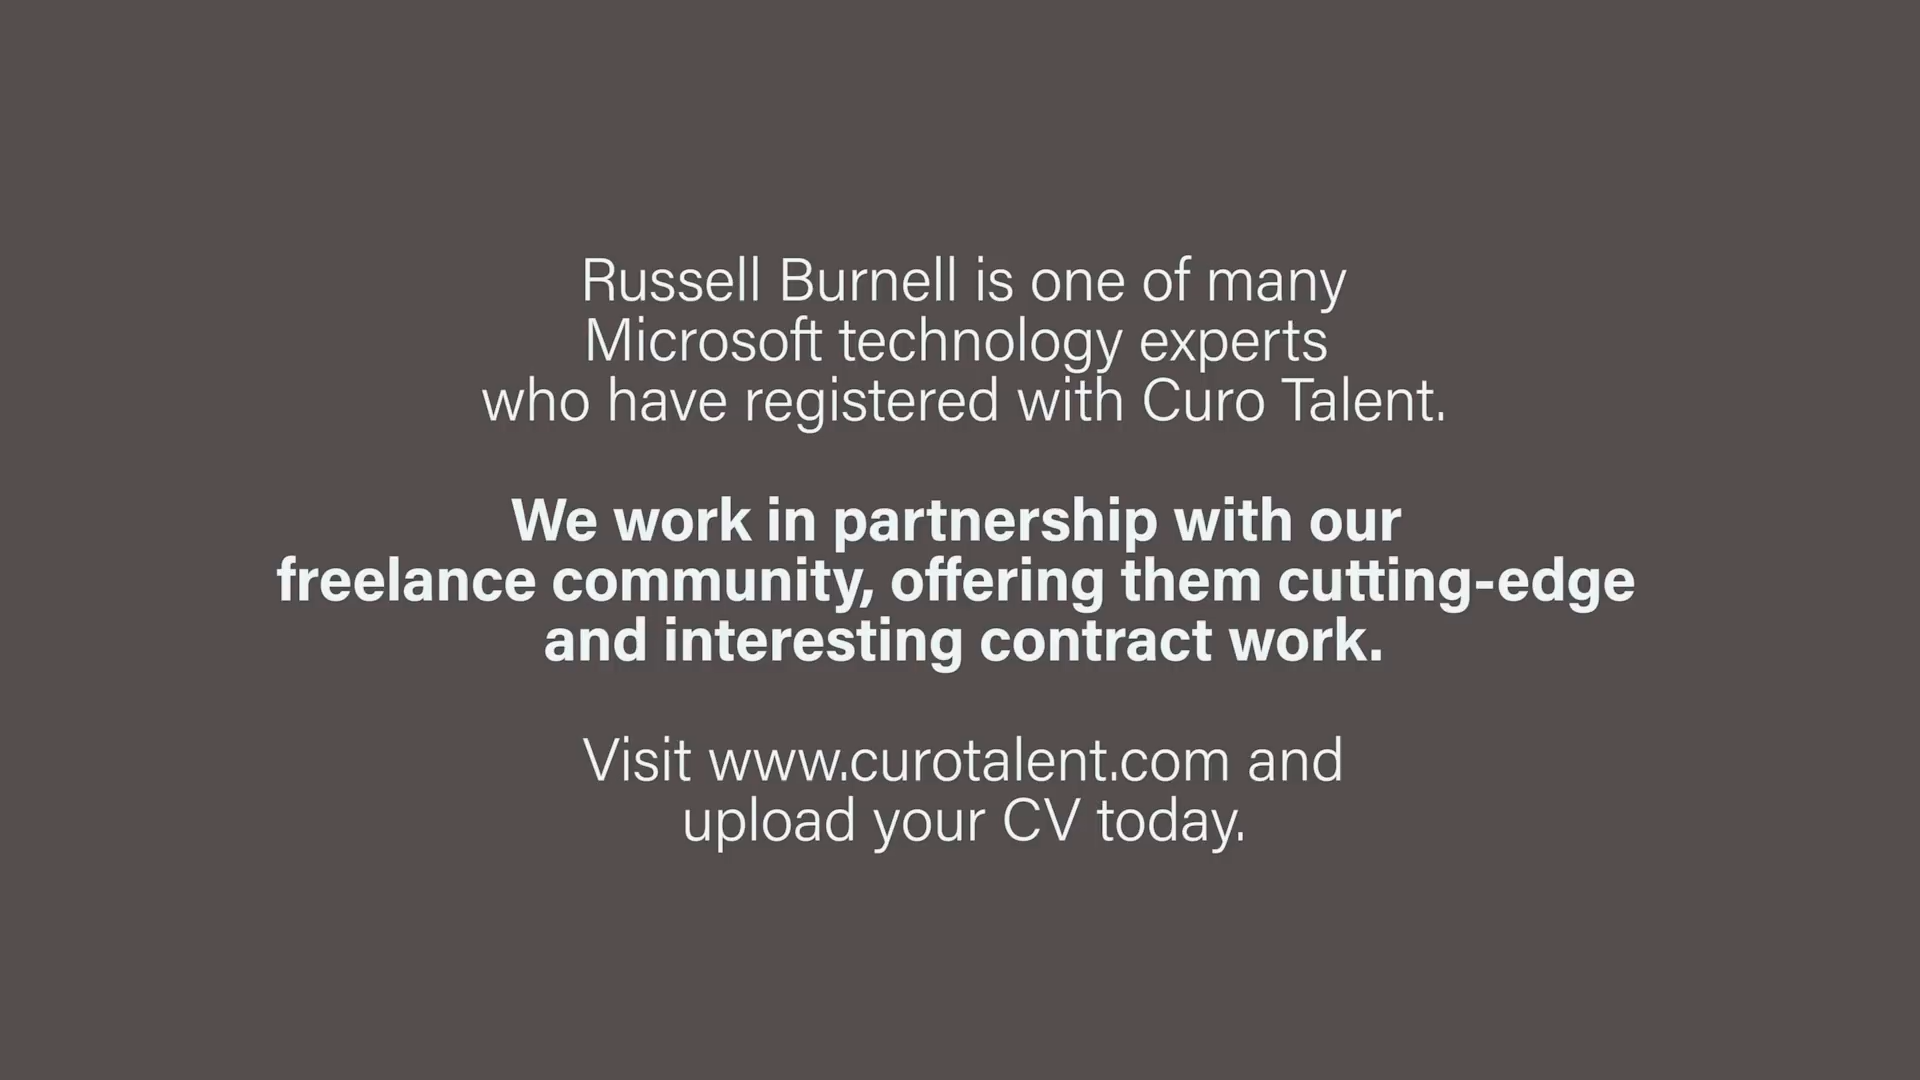 Russell Burnell is one of many
Microsoft technology experts
who have registered with Curo Talent.
We work in partnership with our
freelance community, offering them cutting-edge
and interesting contract work.
Visit www.curotalent.com and
upload your CV today.